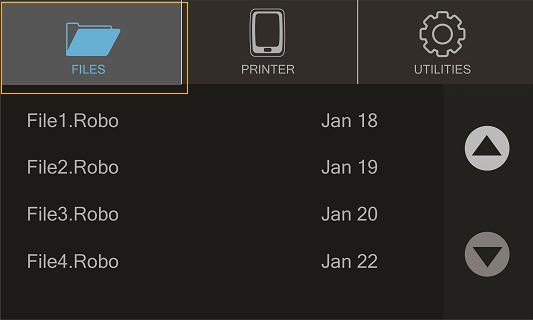 FILES PRINTER UTILITIES
File1.Robo Jan 18
File2.Robo Jan 19
File3.Robo Jan 20
File4.Robo Jan 22